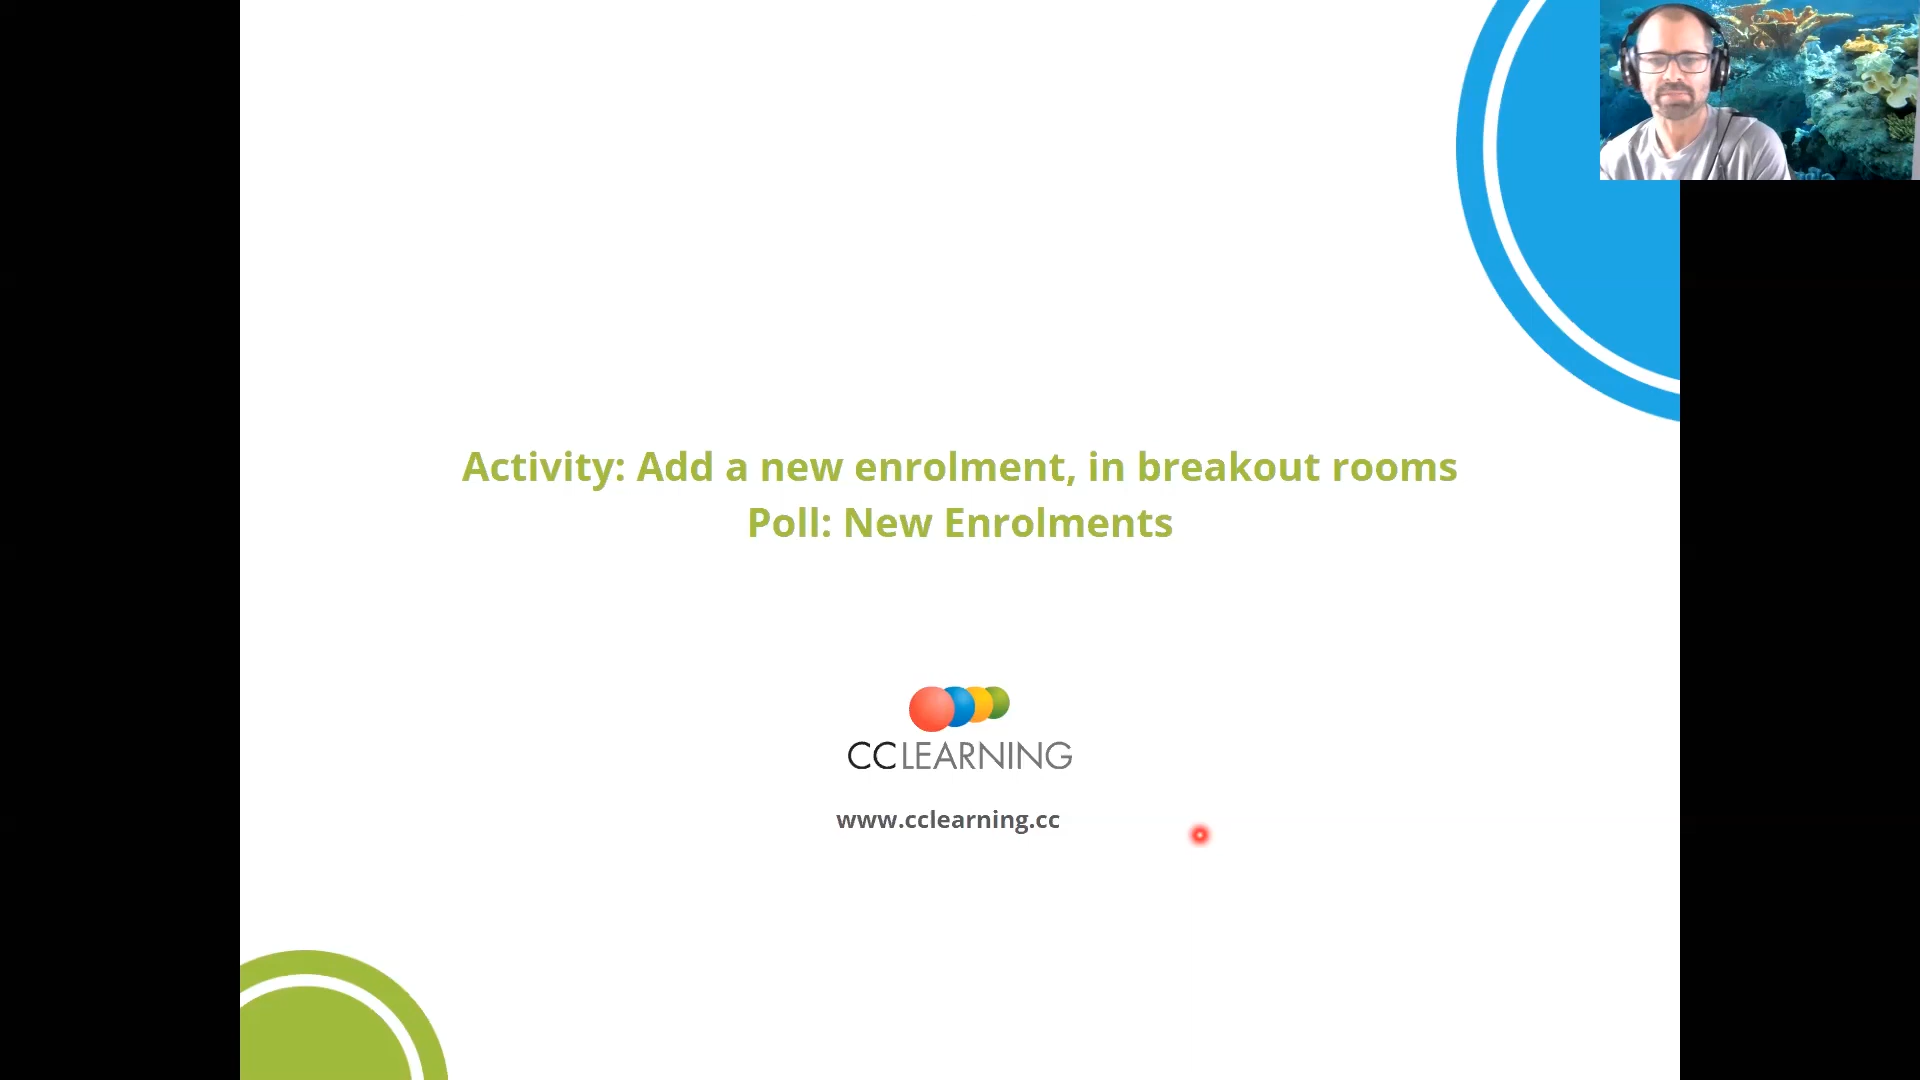 Activity: Add a new enrolment, in breakout rooms
Poll: New Enrolments
CCLEARNING
www.cclearning.cc